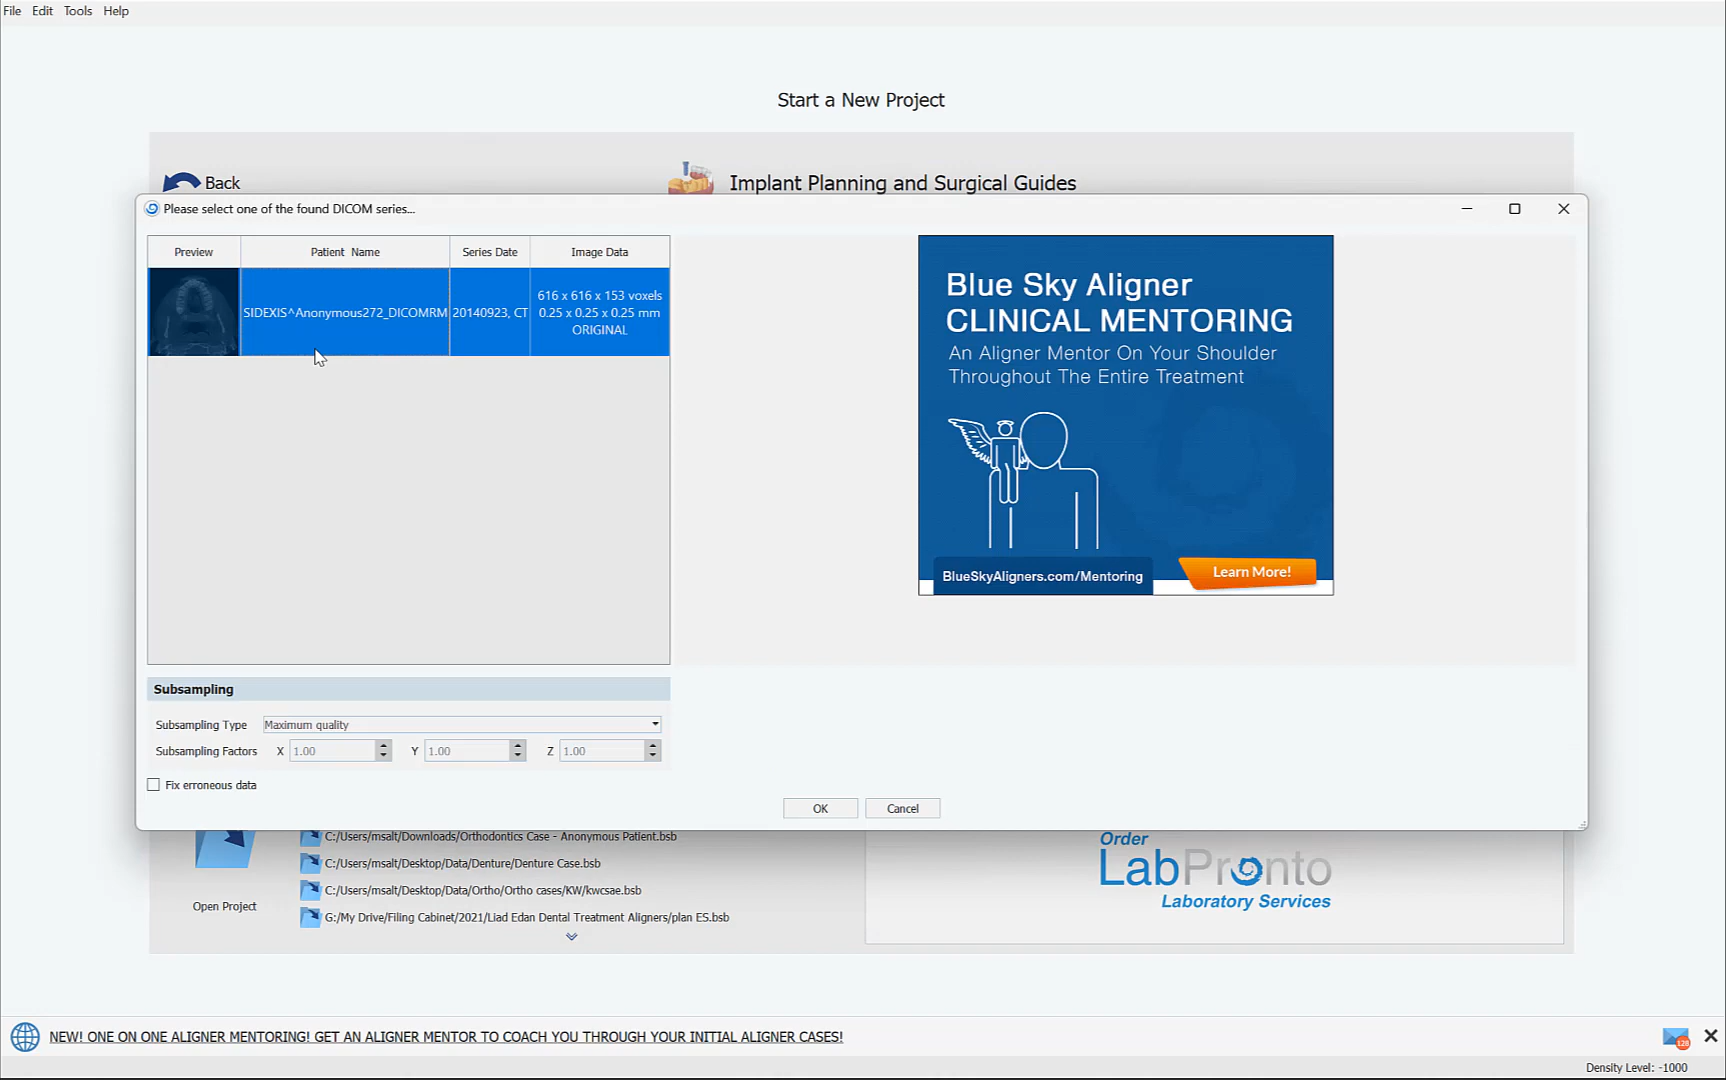 File Edit Tools Help
Start a New Project
Back
Implant Planning and Surgical Guides
Please select one of the found DICOM series...
Preview Patient Name Series Date Image Data
SIDEXIS^Anonymous272_DICOMRM 20140923, CT
616 x 616 x 153 voxels
0.25 x 0.25 x 0.25 mm
ORIGINAL
Blue Sky Aligner
CLINICAL MENTORING
An Aligner Mentor On Your Shoulder
Throughout The Entire Treatment
BlueSkyAligners.com/Mentoring
Learn More!
Subsampling
Subsampling Type Maximum quality
Subsampling Factors X 1.00 Y 1.00 Z 1.00
Fix erroneous data
OK Cancel
C:/Users/msalt/Downloads/Orthodontics Case - Anonymous Patient.bsb
C:/Users/msalt/Desktop/Data/Denture/Denture Case.bsb
C:/Users/msalt/Desktop/Data/Ortho/Ortho cases/KW/kwcsae.bsb
G:/My Drive/Filing Cabinet/2021/Liad Edan Dental Treatment Aligners/plan ES.bsb
Open Project
Order
LabPronto
Laboratory Services
NEW! ONE ON ONE ALIGNER MENTORING! GET AN ALIGNER MENTOR TO COACH YOU THROUGH YOUR INITIAL ALIGNER CASES!
128
Density Level: -1000